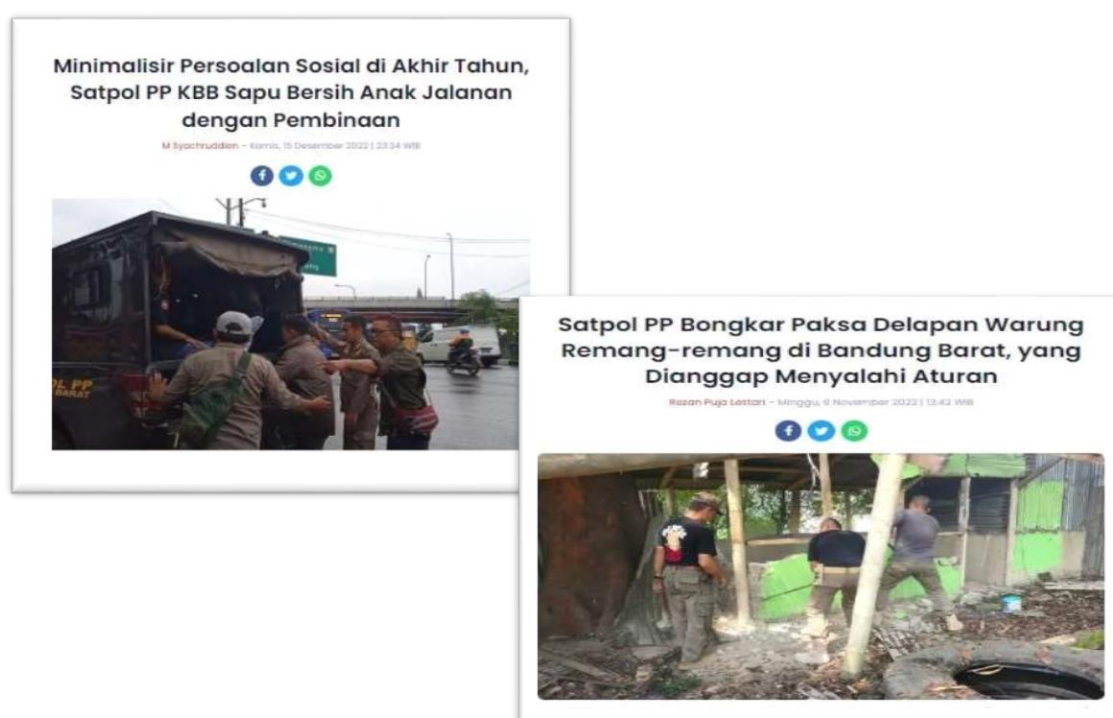 Minimalisir Persoalan Sosial di Akhir Tahun,
Satpol PP KBB Sapu Bersih Anak Jalanan
dengan Pembinaan
M Syachruddien - Kamis, 15 Desember 2022 | 23:34 WIB
OL PP
BARAT
Satpol PP Bongkar Paksa Delapan Warung
Remang-remang di Bandung Barat, yang
Dianggap Menyalahi Aturan
Rezan Puja Lestari - Minggu, 6 November 2022 | 13:42 WIB